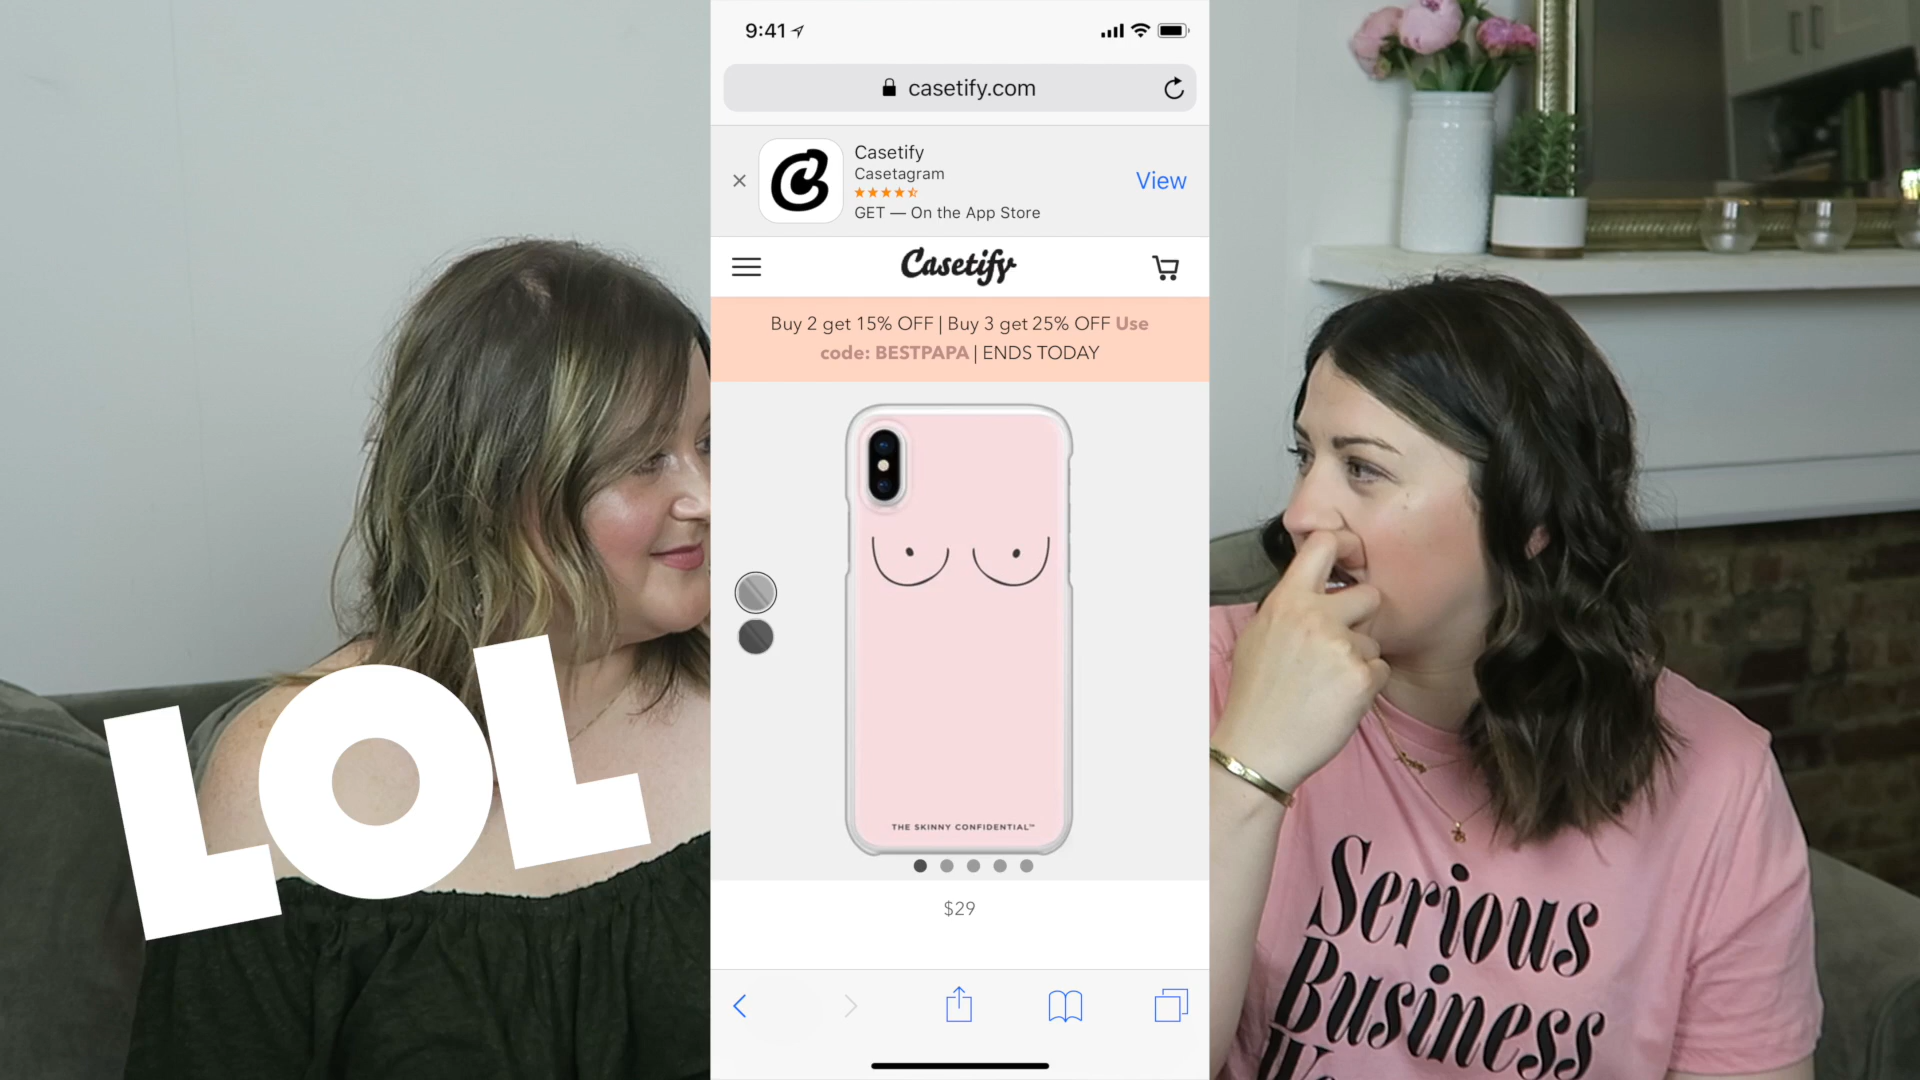 9:41
casetify.com
Casetify
Casetagram
GET — On the App Store
View
Casetify
Buy 2 get 15% OFF | Buy 3 get 25% OFF Use
code: BESTPAPA | ENDS TODAY
THE SKINNY CONFIDENTIAL™
$29
LOL
Serious
Business